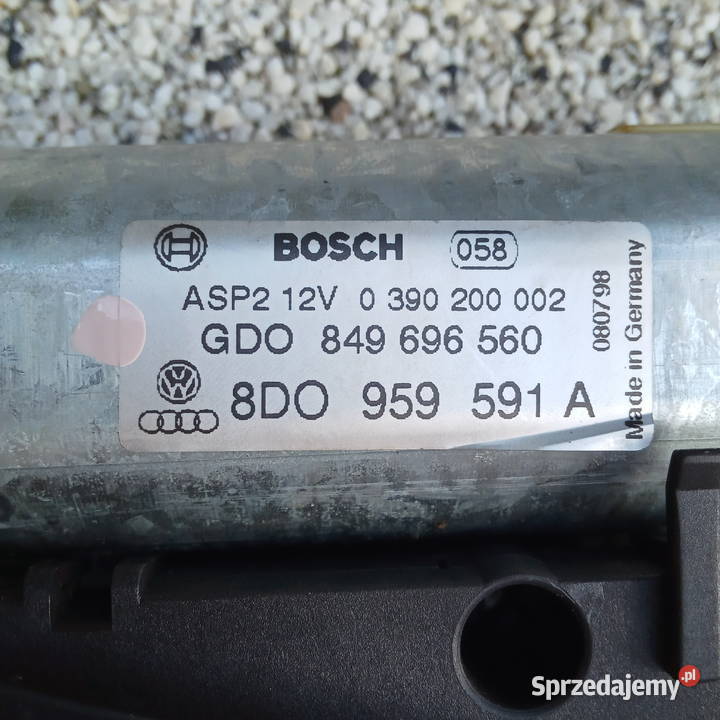 BOSCH 058
ASP2 12V 0 390 200 002
GDO 849 696 560
8DO 959 591 A
080798
Made in Germany
Sprzedajemy.pl